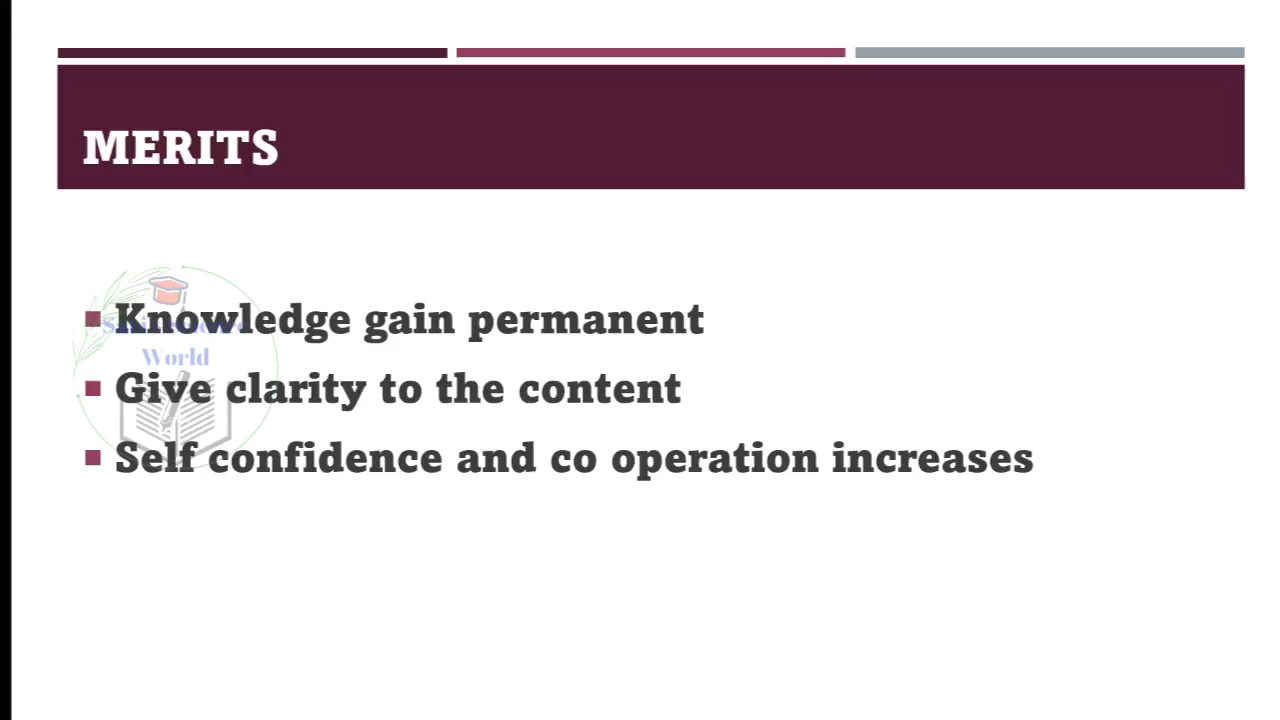 MERITS
Knowledge gain permanent
World
Give clarity to the content
Self confidence and co operation increases